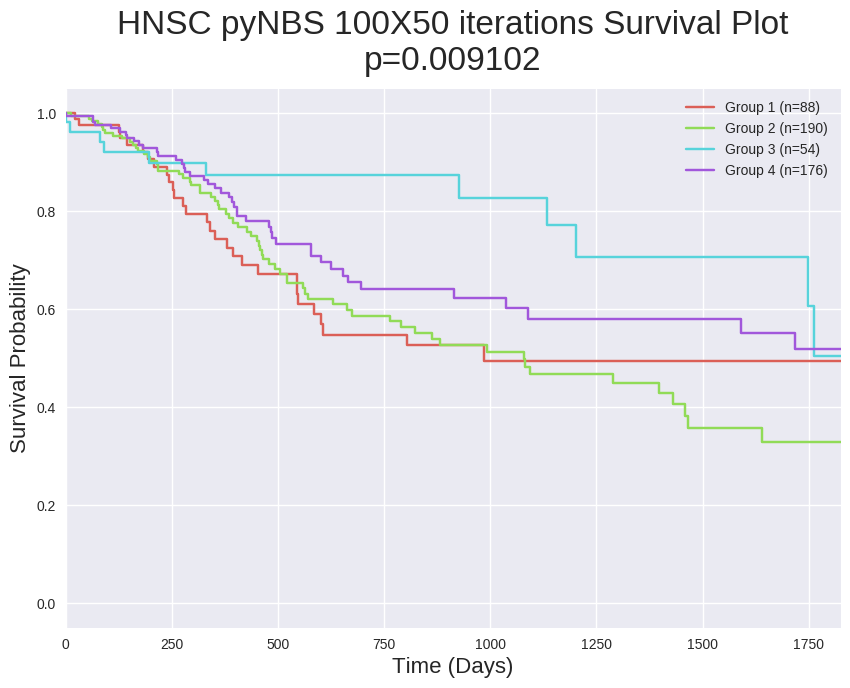 HNSC pyNBS 100X50 iterations Survival Plot
p=0.009102
Group 1 (n=88)
Group 2 (n=190)
Group 3 (n=54)
Group 4 (n=176)
Survival Probability
1.0
0.8
0.6
0.4
0.2
0.0
0 250 500 750 1000 1250 1500 1750
Time (Days)